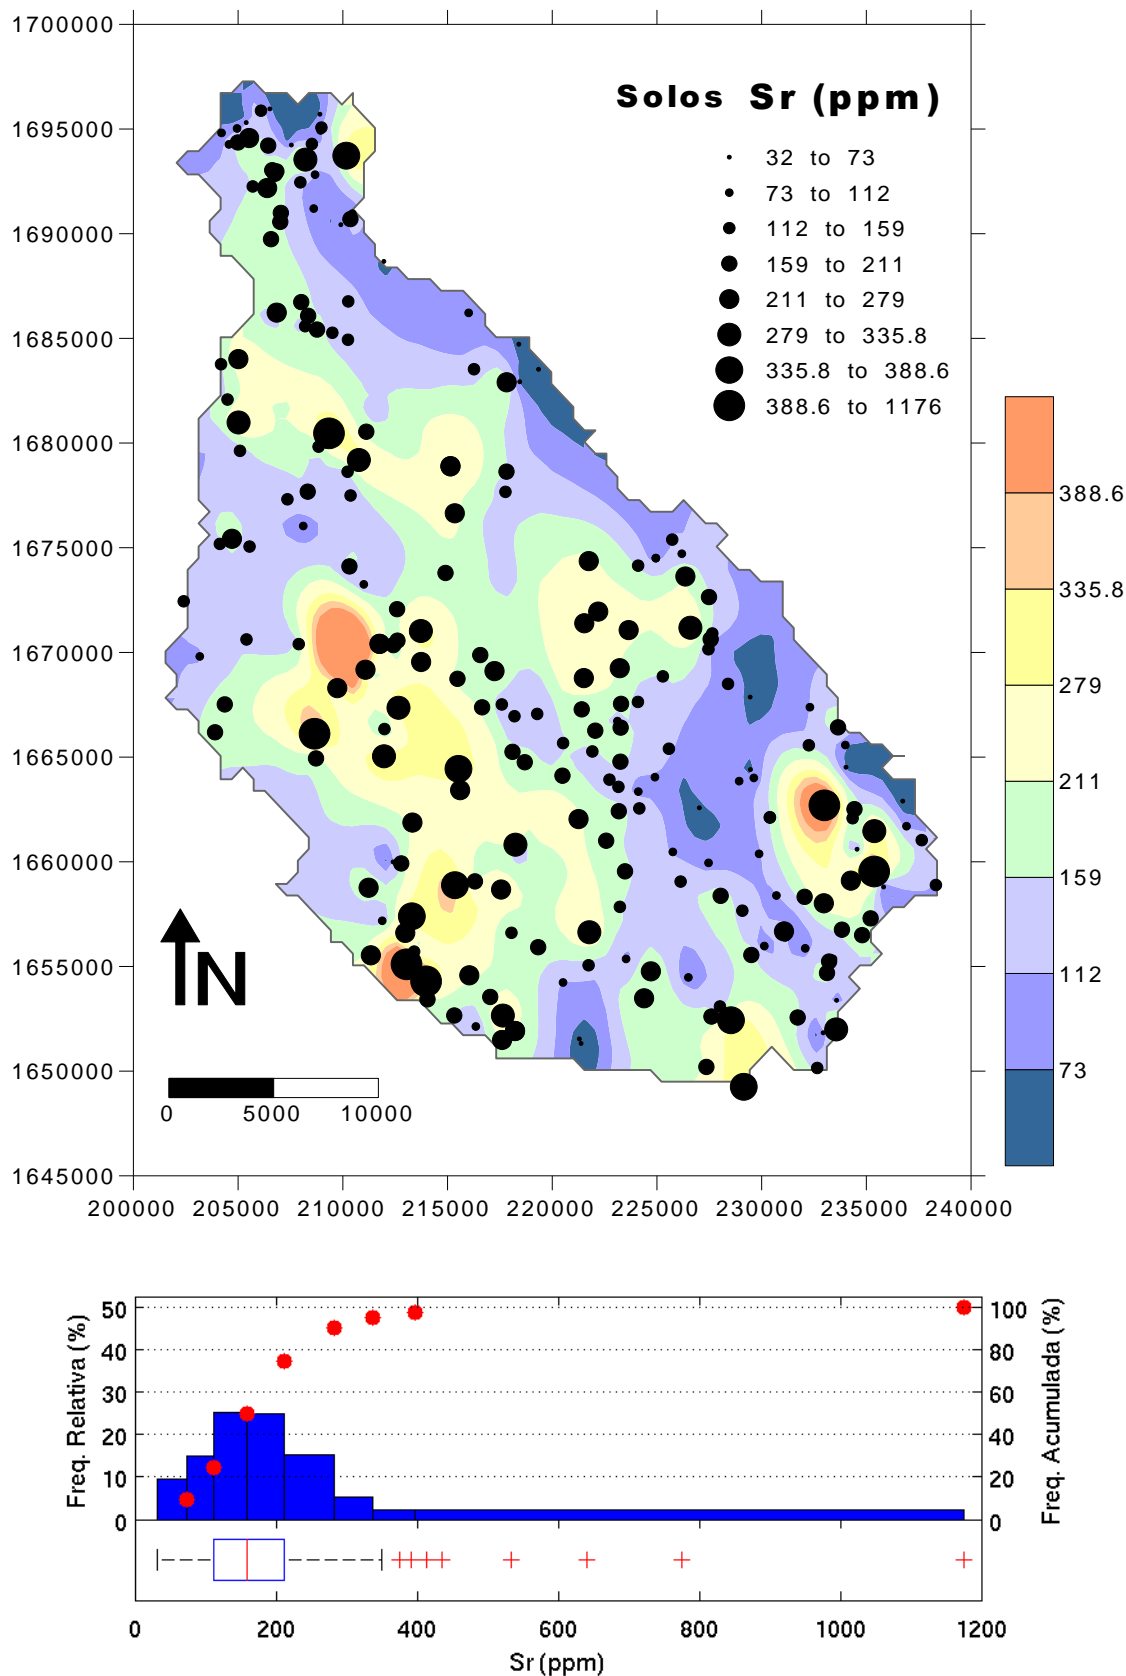 1700000
Solos Sr (ppm)
1695000
32 to 73
73 to 112
1690000
112 to 159
159 to 211
211 to 279
1685000
279 to 335.8
335.8 to 388.6
388.6 to 1176
1680000
388.6
1675000
335.8
1670000
279
1665000
211
1660000
159
1655000
N
112
1650000
73
0 5000 10000
1645000
200000 205000 210000 215000 220000 225000 230000 235000 240000
Freq. Relativa (%)
50
40
30
20
10
0
100
80
60
40
20
0
Freq. Acumulada (%)
0 200 400 600 800 1000 1200
Sr (ppm)